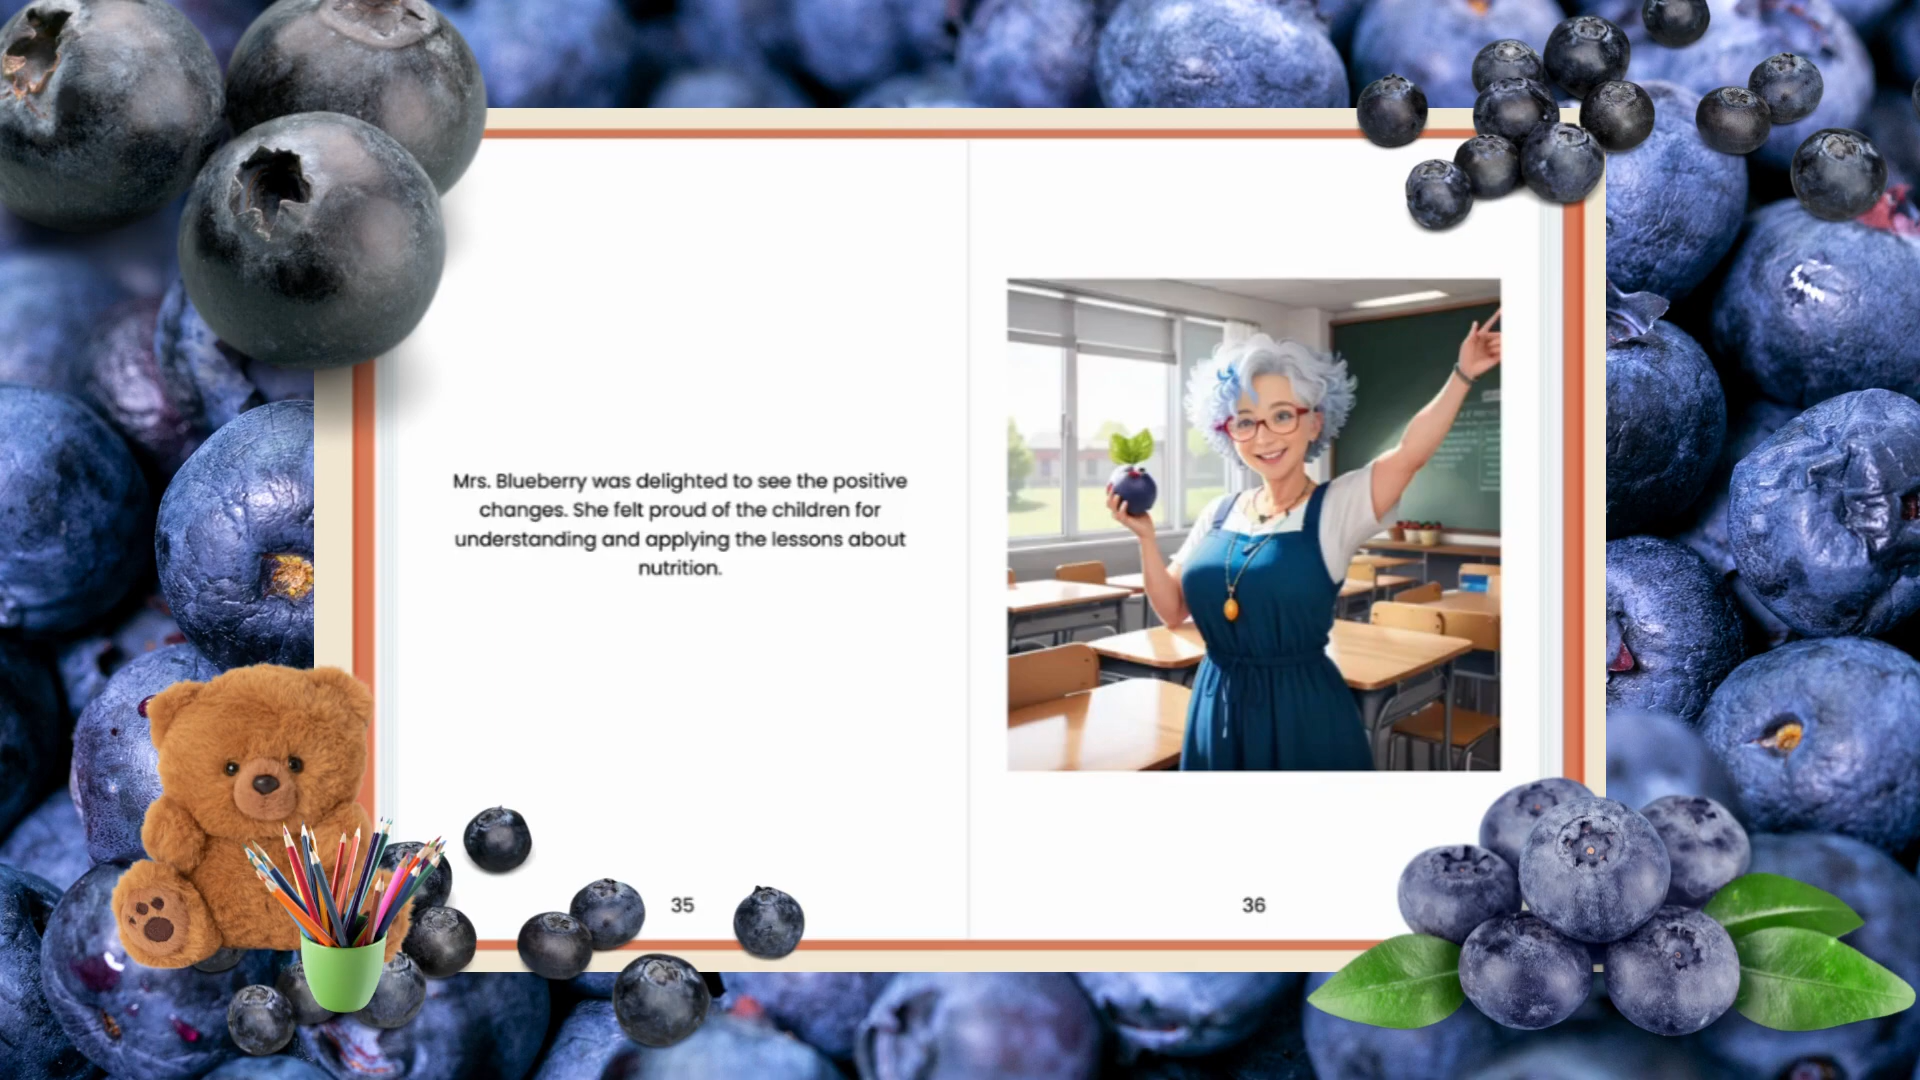 Mrs. Blueberry was delighted to see the positive
changes. She felt proud of the children for
understanding and applying the lessons about
nutrition.
35
36